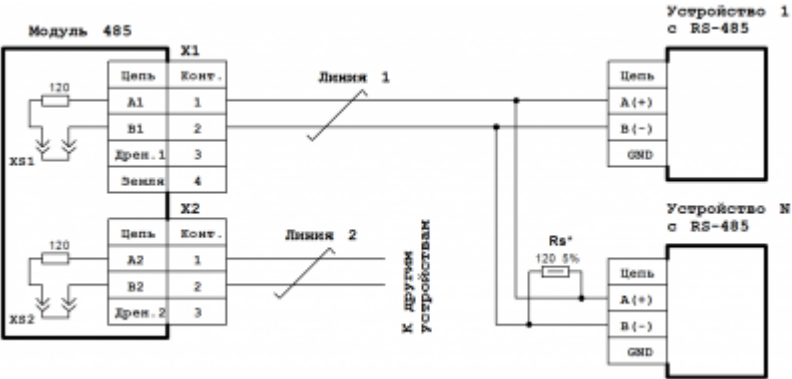 Модуль 485
X1
Цепь Конт.
120
A1 1
B1 2
XS1
Дрен.1 3
Земля 4
Линия 1
X2
Цепь Конт.
120
A2 1
B2 2
XS2
Дрен.2 3
Линия 2
К другим
устройствам
Rs*
120 5%
Устройство 1
с RS-485
Цепь
A(+)
B(-)
GND
Устройство N
с RS-485
Цепь
A(+)
B(-)
GND